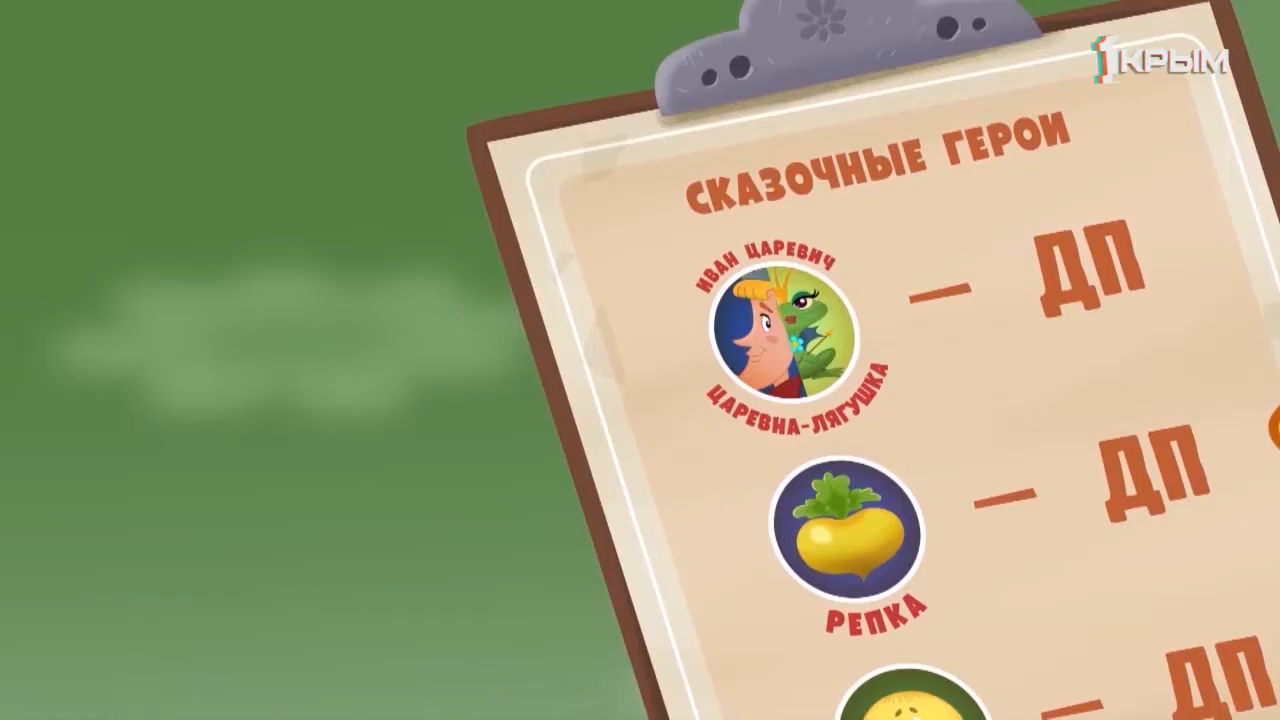 1КРЫМ
СКАЗОЧНЫЕ ГЕРОИ
ИВАН ЦАРЕВИЧ
— ДП
ЦАРЕВНА-ЛЯГУШКА
— ДП
РЕПКА
— ДП